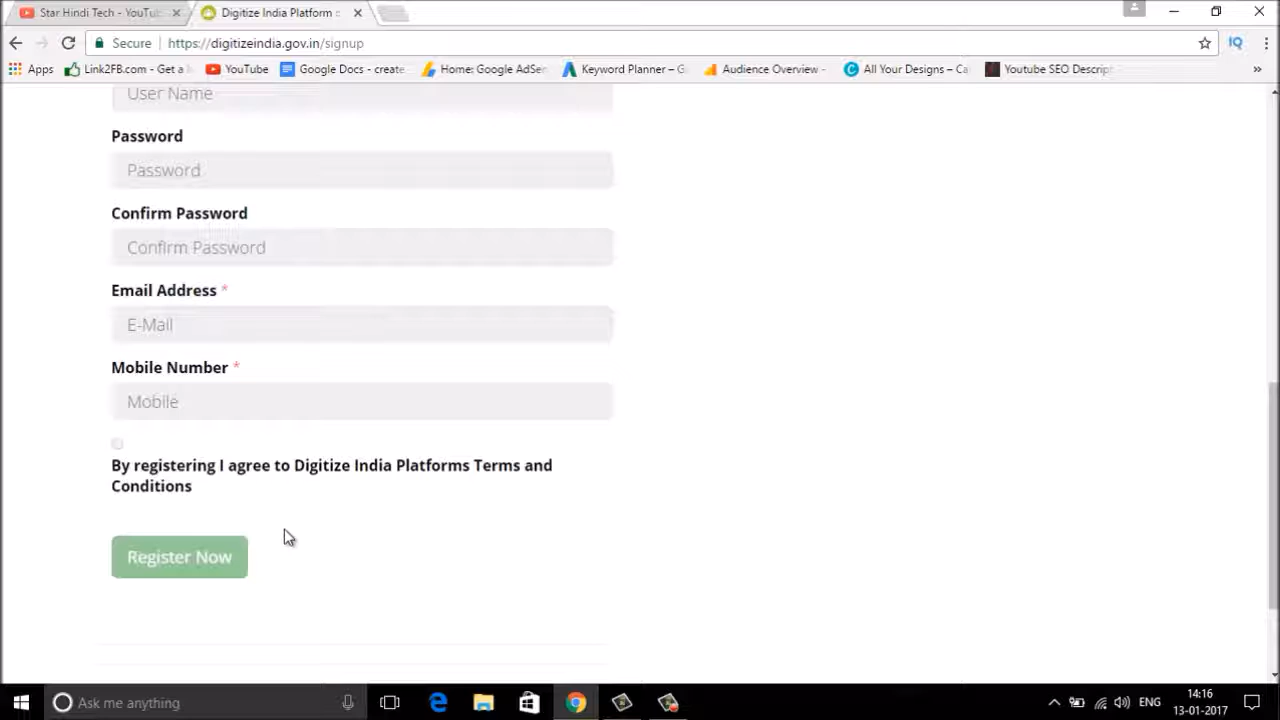 Star Hindi Tech - YouTu
Digitize India Platform
Secure
https://digitizeindia.gov.in/signup
Apps
Link2FB.com - Get a
YouTube
Google Docs - create
Home: Google AdSe
Keyword Planner – G
Audience Overview -
All Your Designs – Ca
Youtube SEO Descrip
»
User Name
Password
Password
Confirm Password
Confirm Password
Email Address *
E-Mail
Mobile Number *
Mobile
By registering I agree to Digitize India Platforms Terms and
Conditions
Register Now
Ask me anything
ENG
14:16
13-01-2017